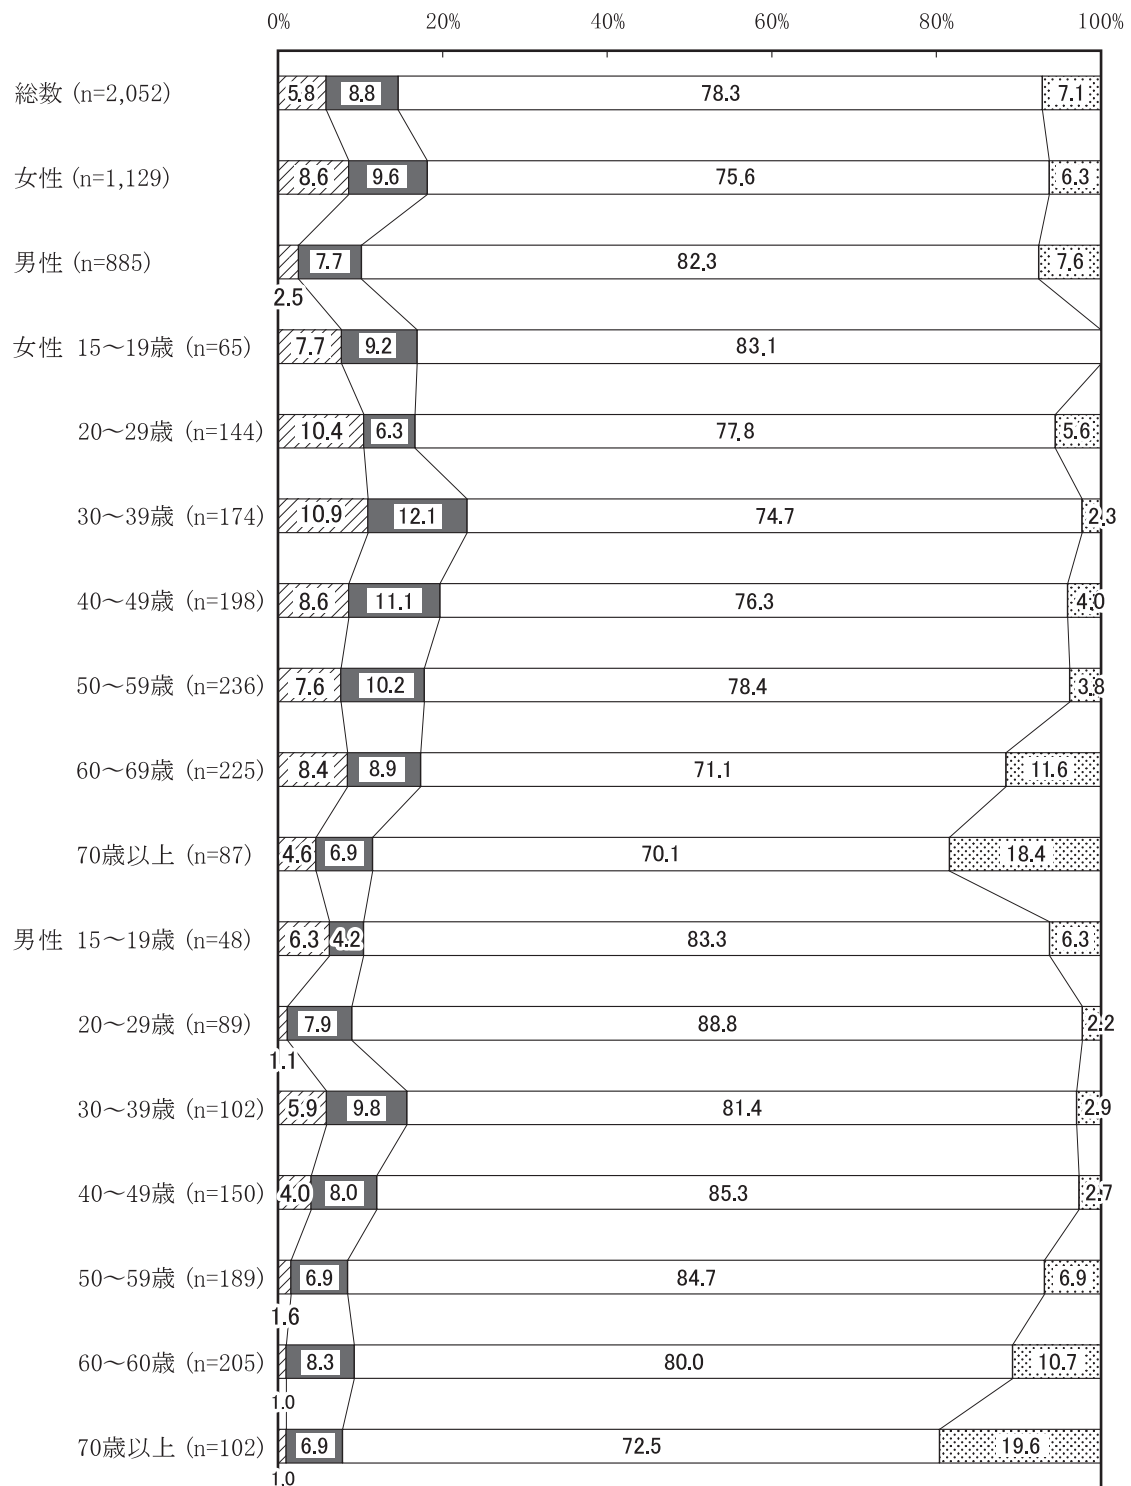 0% 20% 40% 60% 80% 100%
総数 (n=2,052) 5.8 8.8 78.3 7.1
女性 (n=1,129) 8.6 9.6 75.6 6.3
男性 (n=885) 7.7 82.3 7.6
2.5
女性 15～19歳 (n=65) 7.7 9.2 83.1
20～29歳 (n=144) 10.4 6.3 77.8 5.6
30～39歳 (n=174) 10.9 12.1 74.7 2.3
40～49歳 (n=198) 8.6 11.1 76.3 4.0
50～59歳 (n=236) 7.6 10.2 78.4 3.8
60～69歳 (n=225) 8.4 8.9 71.1 11.6
70歳以上 (n=87) 4.6 6.9 70.1 18.4
男性 15～19歳 (n=48) 6.3 4.2 83.3 6.3
20～29歳 (n=89) 7.9 88.8 2.2
1.1
30～39歳 (n=102) 5.9 9.8 81.4 2.9
40～49歳 (n=150) 4.0 8.0 85.3 2.7
50～59歳 (n=189) 6.9 84.7 6.9
1.6
60～60歳 (n=205) 8.3 80.0 10.7
1.0
70歳以上 (n=102) 6.9 72.5 19.6
1.0